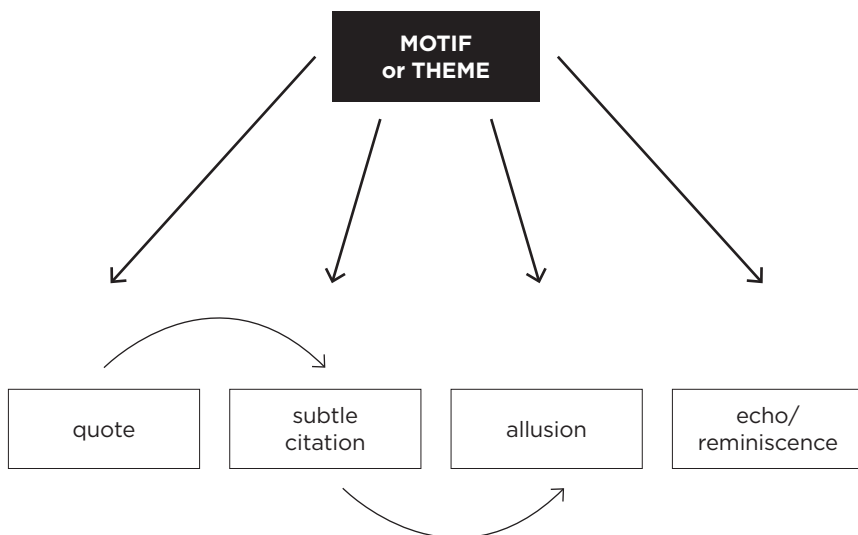 MOTIF
or THEME
quote
subtle
citation
allusion
echo/
reminiscence